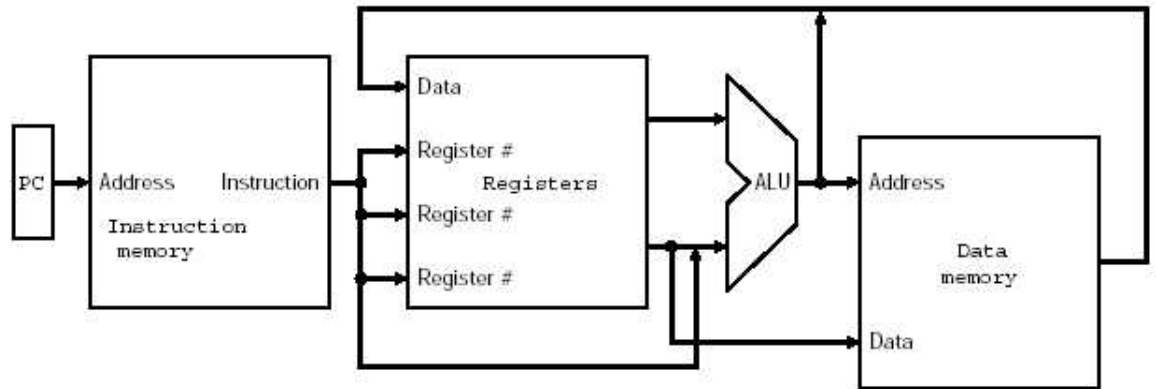 PC
Address
Instruction
Instruction
memory
Data
Register #
Registers
Register #
Register #
ALU
Address
Data
memory
Data